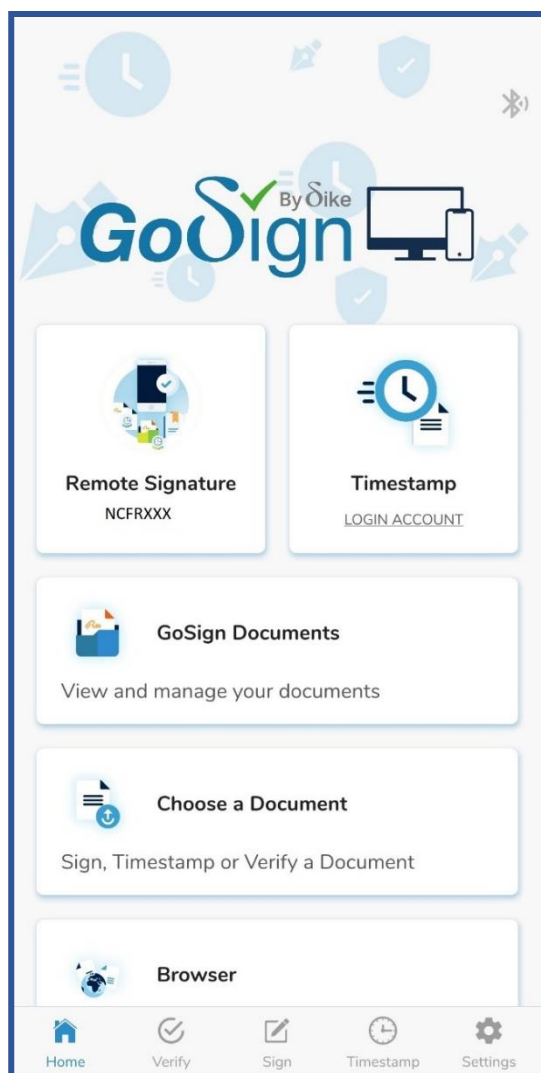 By δike
GoSign
Remote Signature
NCFRXXX
Timestamp
LOGIN ACCOUNT
GoSign Documents
View and manage your documents
Choose a Document
Sign, Timestamp or Verify a Document
Browser
Home Verify Sign Timestamp Settings